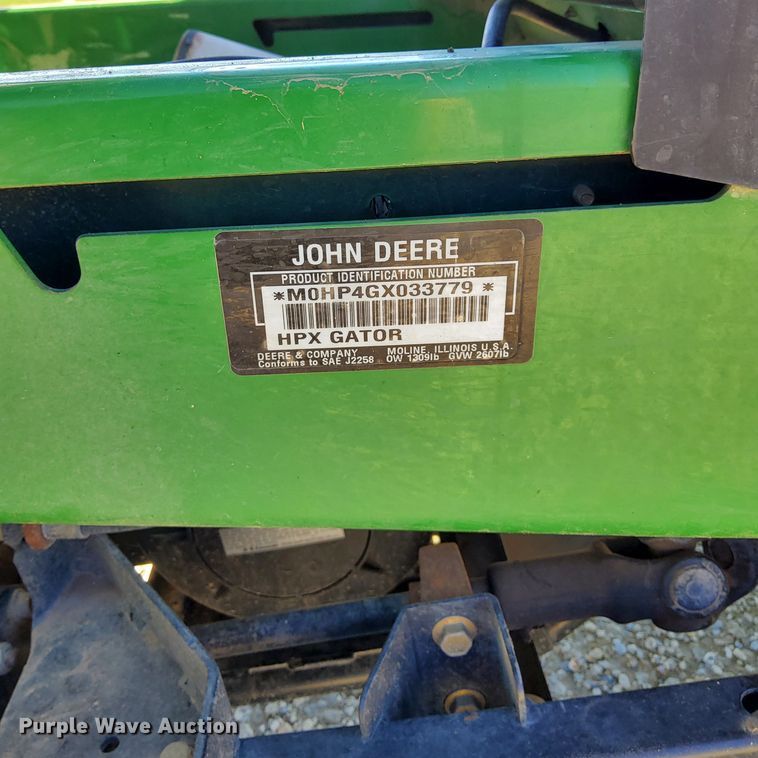 JOHN DEERE
PRODUCT IDENTIFICATION NUMBER
*M0HP4GX033779*
HPX GATOR
DEERE & COMPANY MOLINE, ILLINOIS U.S.A.
Conforms to SAE J2258 OW 1309lb GVW 2607lb
Purple Wave Auction